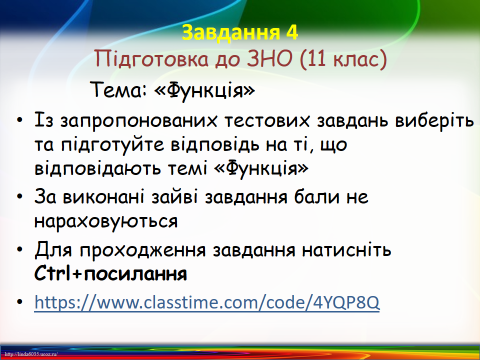 Завдання 4
Підготовка до ЗНО (11 клас)
Тема: «Функція»
• Із запропонованих тестових завдань виберіть
та підготуйте відповідь на ті, що
відповідають темі «Функція»
• За виконані зайві завдання бали не
нараховуються
• Для проходження завдання натисніть
Ctrl+посилання
• https://www.classtime.com/code/4YQP8Q
http://linda6035.ucoz.ru/